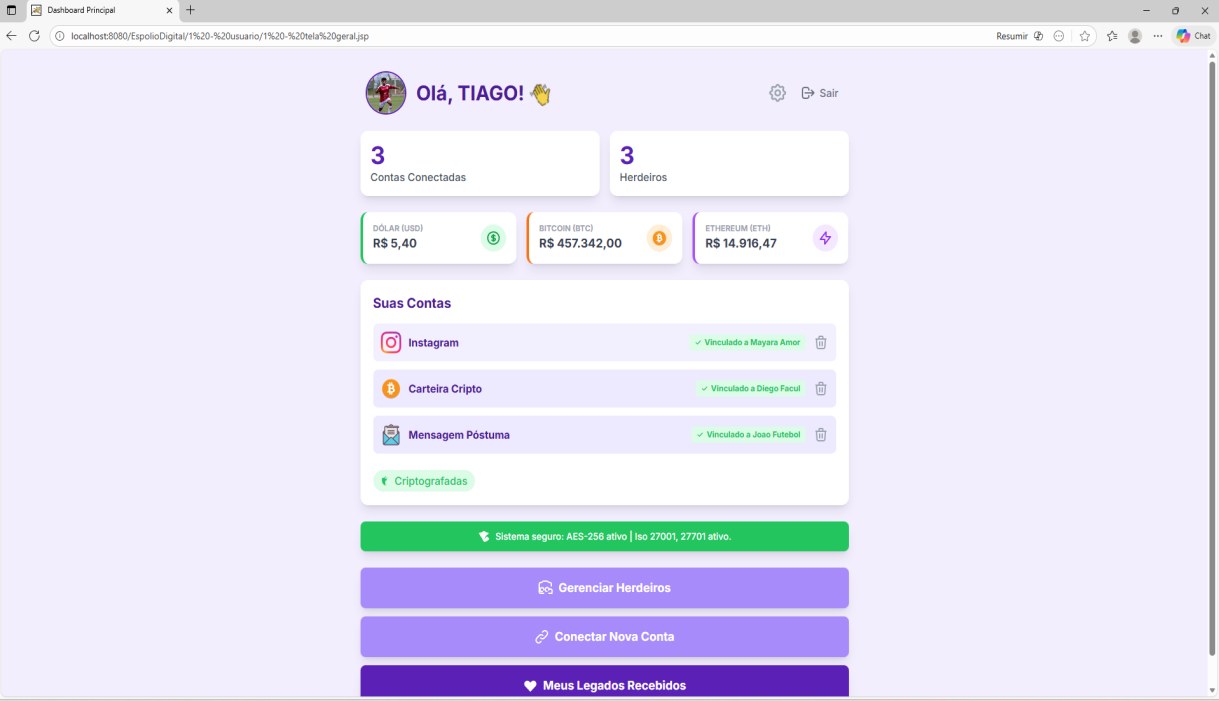 Dashboard Principal
localhost:8080/EspolioDigital/1%20-%20usuario/1%20-%20tela%20geral.jsp
Resumir
Chat
Olá, TIAGO!
Sair
3
Contas Conectadas
3
Herdeiros
DÓLAR (USD)
R$ 5,40
BITCOIN (BTC)
R$ 457.342,00
ETHEREUM (ETH)
R$ 14.916,47
Suas Contas
Instagram
✓ Vinculado a Mayara Amor
Carteira Cripto
✓ Vinculado a Diego Facul
Mensagem Póstuma
✓ Vinculado a Joao Futebol
Criptografadas
Sistema seguro: AES-256 ativo | Iso 27001, 27701 ativo.
Gerenciar Herdeiros
Conectar Nova Conta
Meus Legados Recebidos